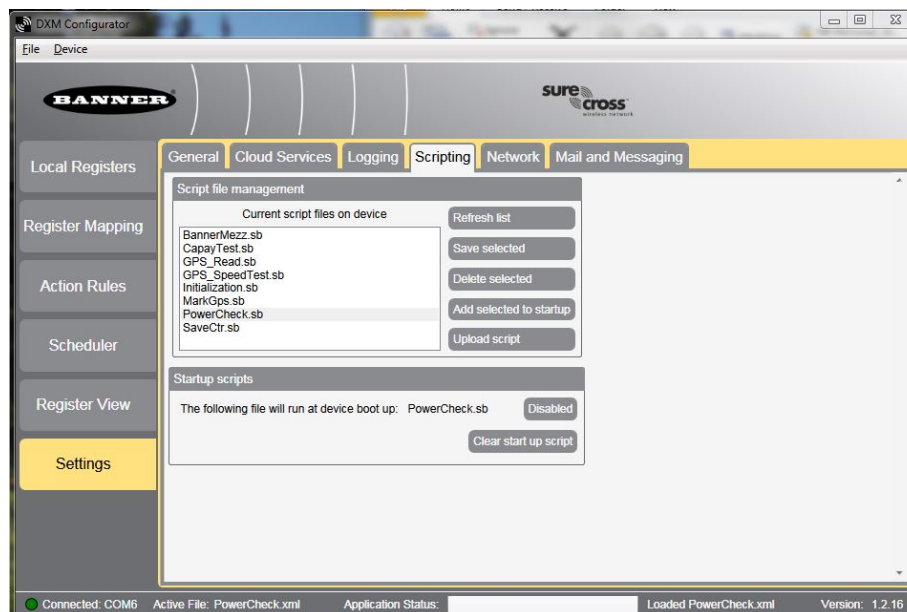 DXM Configurator
File Device
BANNER
sure cross
wireless network
Local Registers
Register Mapping
Action Rules
Scheduler
Register View
Settings
General Cloud Services Logging Scripting Network Mail and Messaging
Script file management
Current script files on device
BannerMezz.sb
CapayTest.sb
GPS_Read.sb
GPS_SpeedTest.sb
Initialization.sb
MarkGps.sb
PowerCheck.sb
SaveCtr.sb
Refresh list
Save selected
Delete selected
Add selected to startup
Upload script
Startup scripts
The following file will run at device boot up: PowerCheck.sb Disabled
Clear start up script
Connected: COM6 Active File: PowerCheck.xml Application Status: Loaded PowerCheck.xml Version: 1.2.16